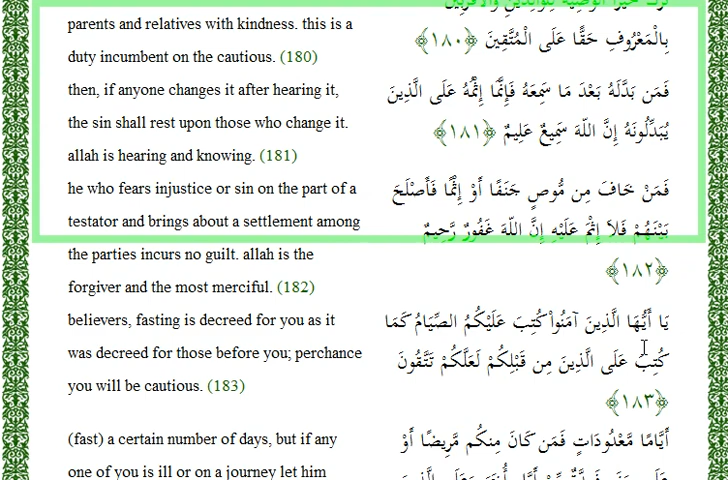 parents and relatives with kindness. this is a
duty incumbent on the cautious. (180)
then, if anyone changes it after hearing it,
the sin shall rest upon those who change it.
allah is hearing and knowing. (181)
he who fears injustice or sin on the part of a
testator and brings about a settlement among
the parties incurs no guilt. allah is the
forgiver and the most merciful. (182)
believers, fasting is decreed for you as it
was decreed for those before you; perchance
you will be cautious. (183)
(fast) a certain number of days, but if any
one of you is ill or on a journey let him
تَرَكَ خَيْرًا الْوَصِيَّةُ لِلْوَالِدَيْنِ وَالأقْرَبِينَ
بِالْمَعْرُوفِ حَقًّا عَلَى الْمُتَّقِينَ ﴿١٨٠﴾
فَمَن بَدَّلَهُ بَعْدَ مَا سَمِعَهُ فَإِنَّمَا إِثْمُهُ عَلَى الَّذِينَ
يُبَدِّلُونَهُ إِنَّ اللّهَ سَمِيعٌ عَلِيمٌ ﴿١٨١﴾
فَمَنْ خَافَ مِن مُّوصٍ جَنَفًا أَوْ إِثْمًا فَأَصْلَحَ
بَيْنَهُمْ فَلاَ إِثْمَ عَلَيْهِ إِنَّ اللّهَ غَفُورٌ رَّحِيمٌ
﴿١٨٢﴾
يَا أَيُّهَا الَّذِينَ آمَنُواْ كُتِبَ عَلَيْكُمُ الصِّيَامُ كَمَا
كُتِبَ عَلَى الَّذِينَ مِن قَبْلِكُمْ لَعَلَّكُمْ تَتَّقُونَ
﴿١٨٣﴾
أَيَّامًا مَّعْدُودَاتٍ فَمَن كَانَ مِنكُم مَّرِيضًا أَوْ